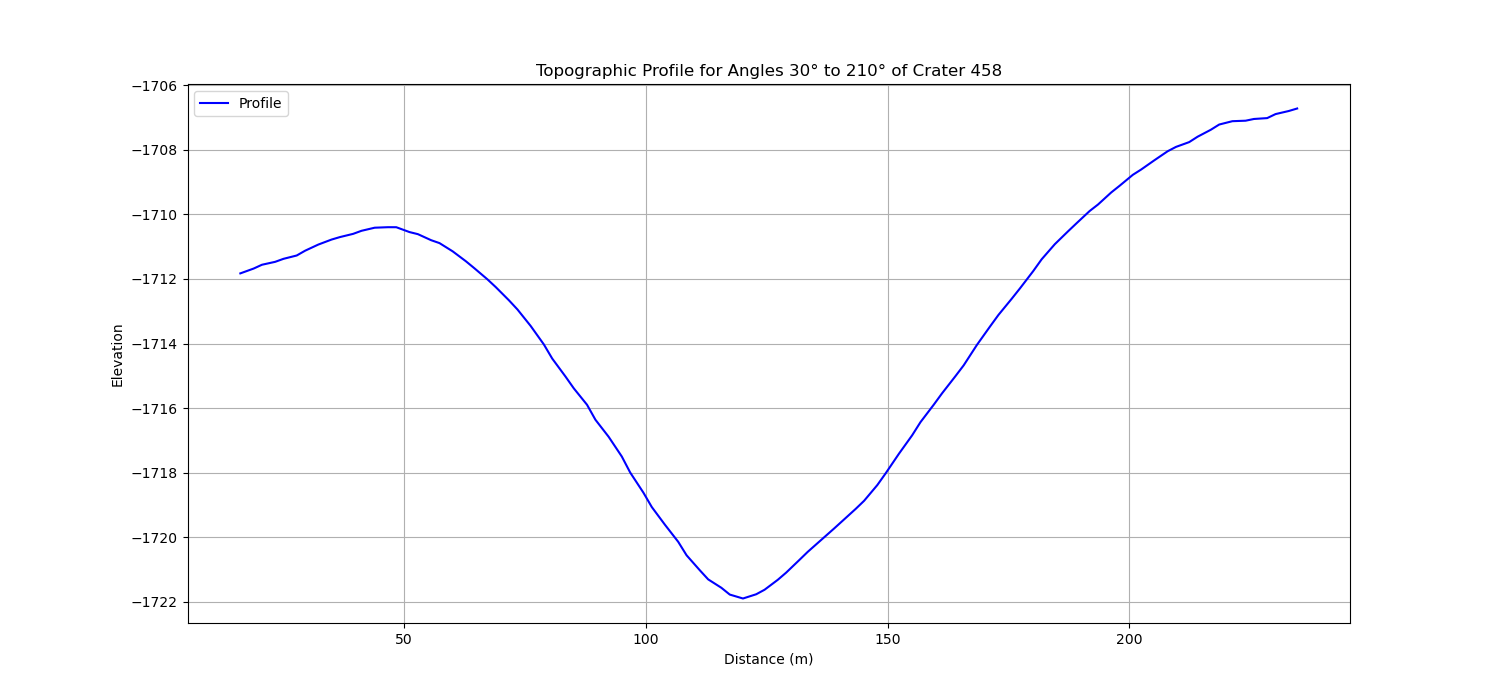 Topographic Profile for Angles 30° to 210° of Crater 458
Profile
−1706
−1708
−1710
−1712
−1714
−1716
−1718
−1720
−1722
Elevation
50 100 150 200
Distance (m)